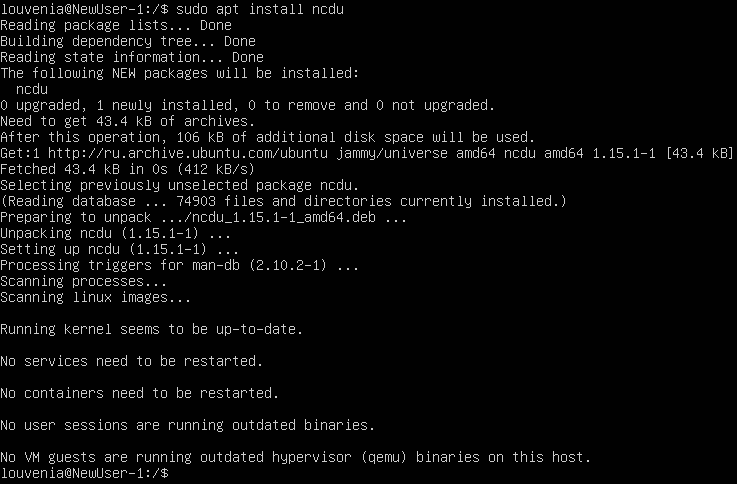 louvenia@NewUser-1:/$ sudo apt install ncdu
Reading package lists... Done
Building dependency tree... Done
Reading state information... Done
The following NEW packages will be installed:
  ncdu
0 upgraded, 1 newly installed, 0 to remove and 0 not upgraded.
Need to get 43.4 kB of archives.
After this operation, 106 kB of additional disk space will be used.
Get:1 http://ru.archive.ubuntu.com/ubuntu jammy/universe amd64 ncdu amd64 1.15.1-1 [43.4 kB]
Fetched 43.4 kB in 0s (412 kB/s)
Selecting previously unselected package ncdu.
(Reading database ... 74903 files and directories currently installed.)
Preparing to unpack .../ncdu_1.15.1-1_amd64.deb ...
Unpacking ncdu (1.15.1-1) ...
Setting up ncdu (1.15.1-1) ...
Processing triggers for man-db (2.10.2-1) ...
Scanning processes...
Scanning linux images...

Running kernel seems to be up-to-date.

No services need to be restarted.

No containers need to be restarted.

No user sessions are running outdated binaries.

No VM guests are running outdated hypervisor (qemu) binaries on this host.
louvenia@NewUser-1:/$